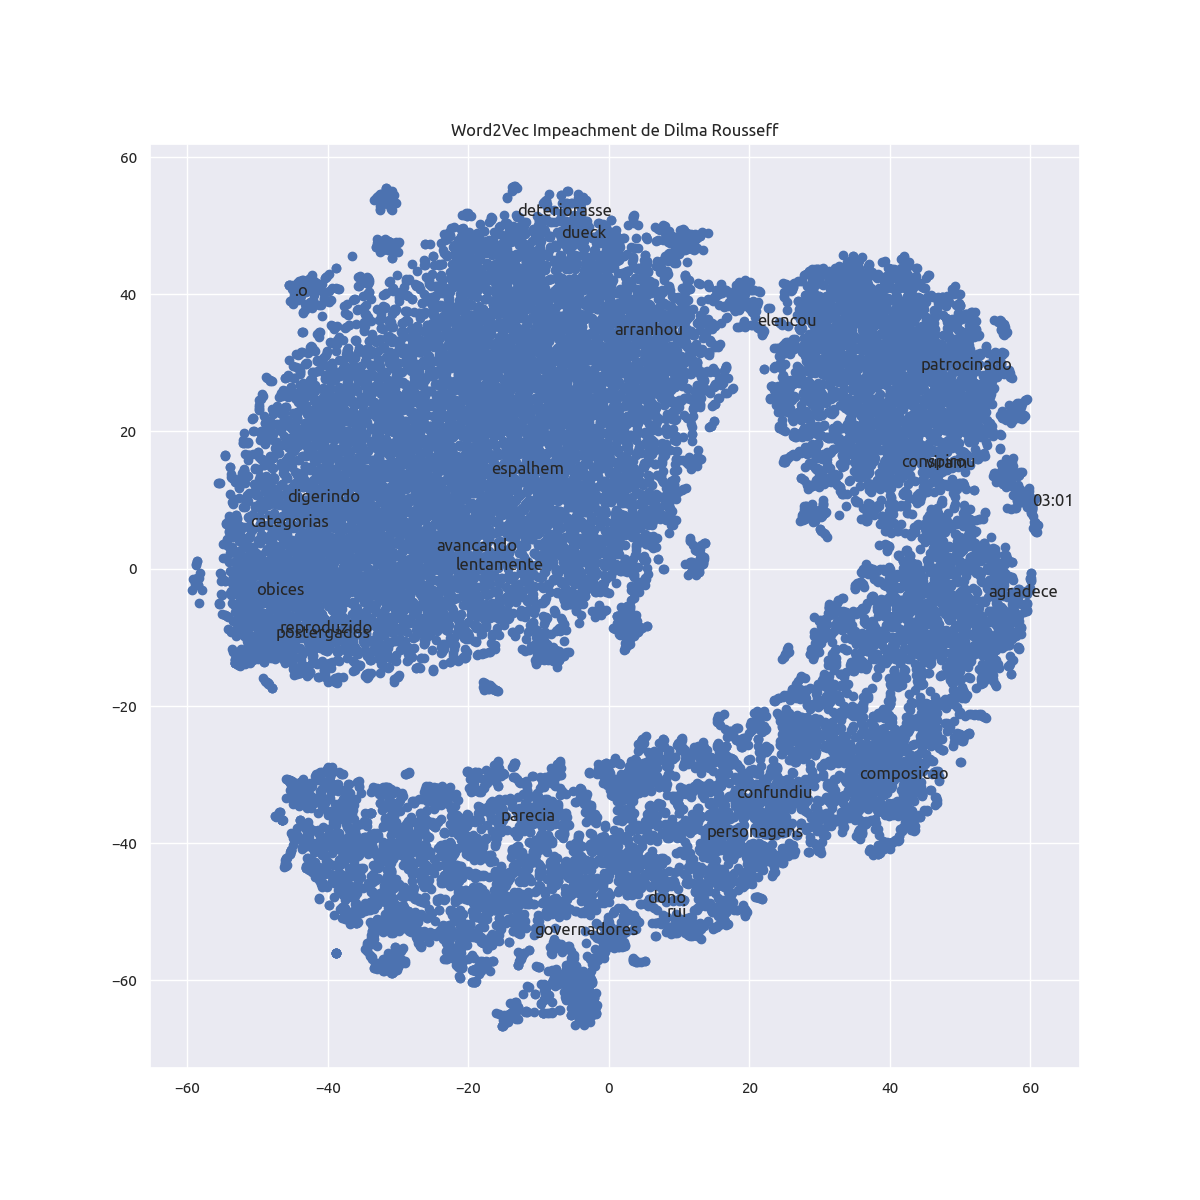 Word2Vec Impeachment de Dilma Rousseff
60
40
20
0
−20
−40
−60
deteriorasse
dueck
.o
arranhou
elencou
patrocinado
conspirou
espalhem
digerindo
03:01
categorias
avancando
lentamente
obices
agradece
reproduzido
postergados
composicao
confundiu
parecia
personagens
dono
rui
governadores
−60
−40
−20
0
20
40
60